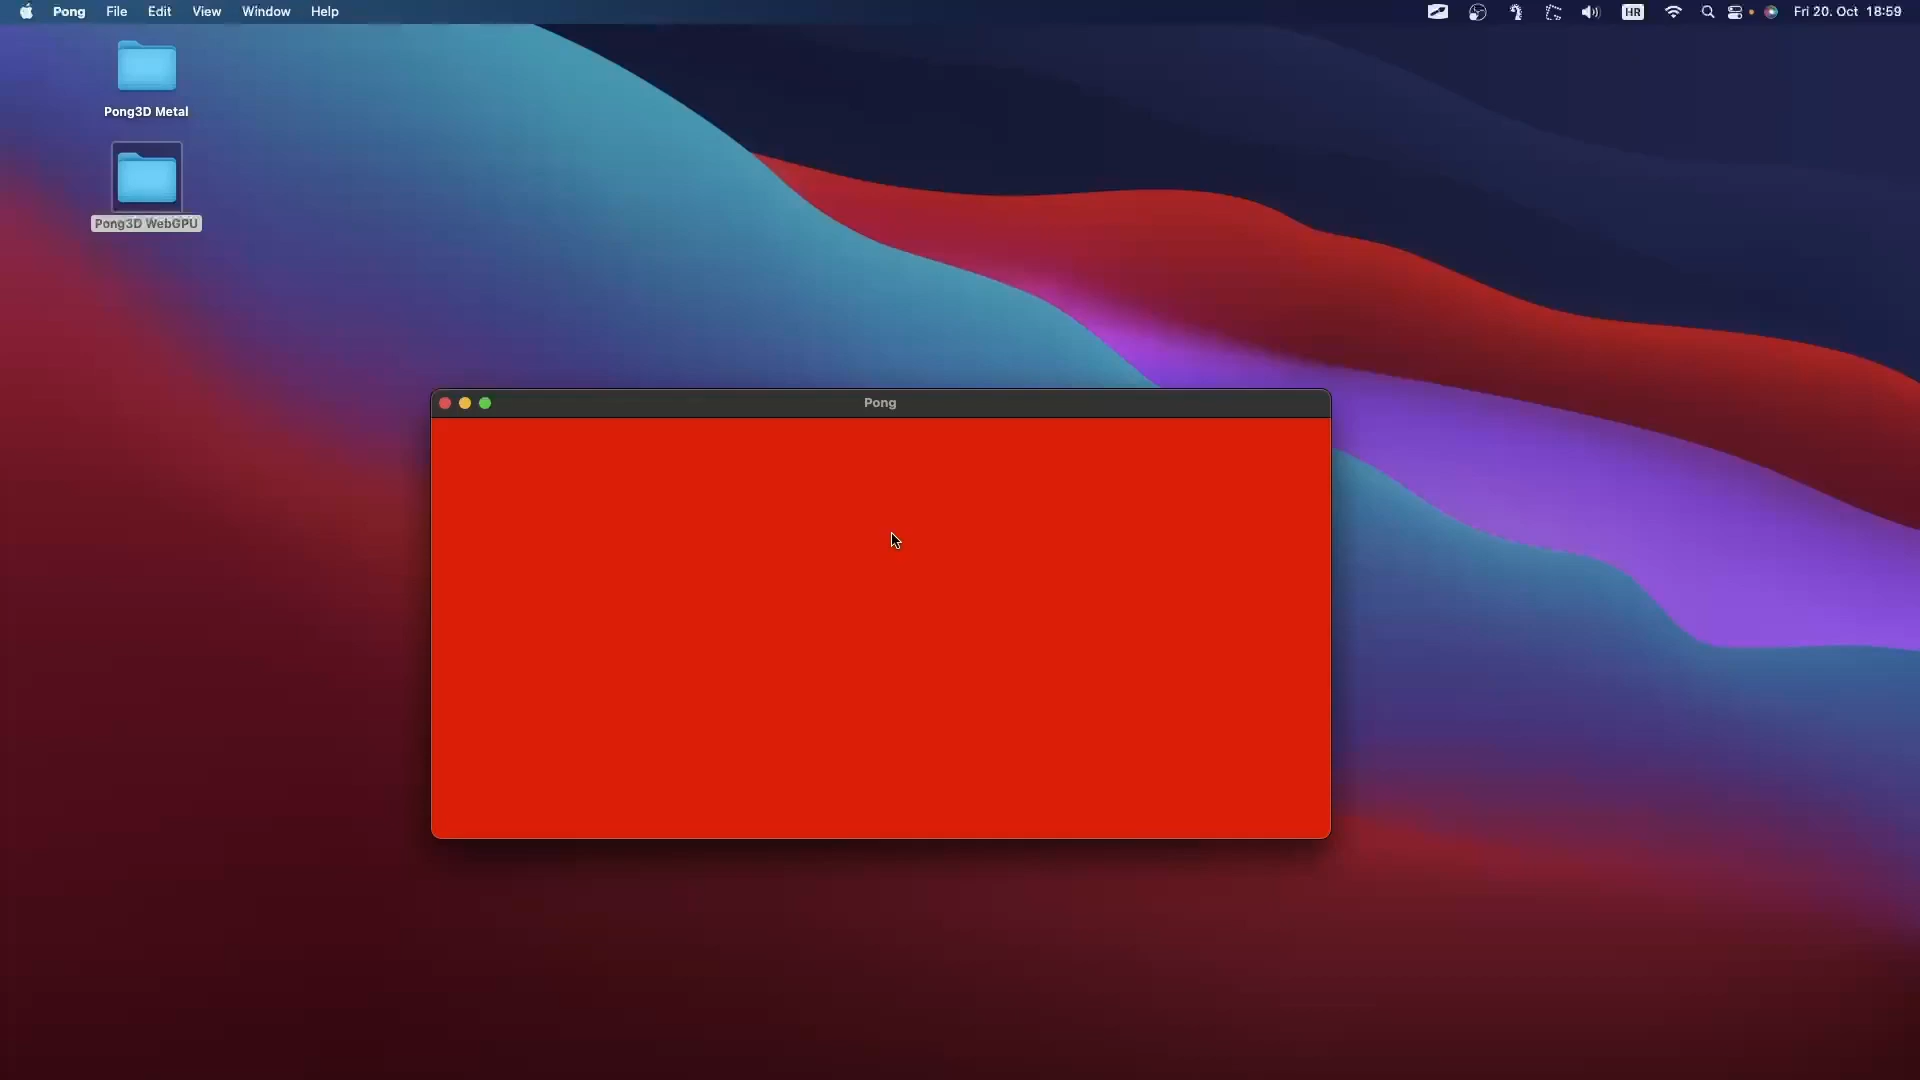 Pong File Edit View Window Help HR Fri 20. Oct 18:59
Pong3D Metal
Pong3D WebGPU
Pong